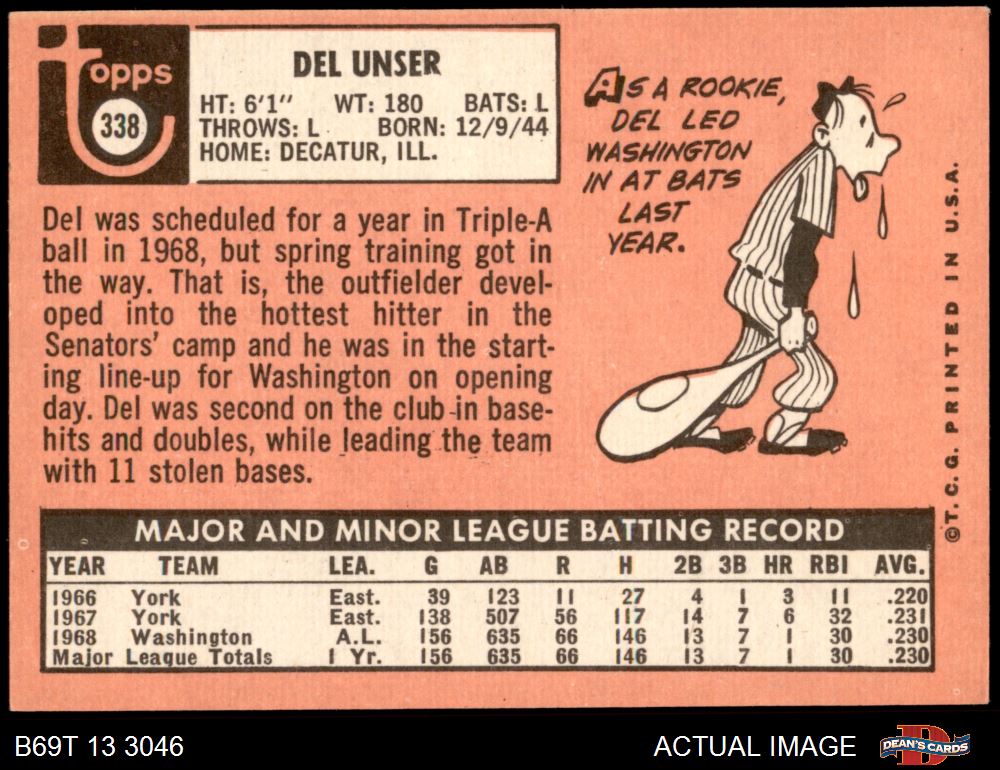 Topps
338
DEL UNSER
HT: 6'1" WT: 180 BATS: L
THROWS: L BORN: 12/9/44
HOME: DECATUR, ILL.
AS A ROOKIE,
DEL LED
WASHINGTON
IN AT BATS
LAST
YEAR.
Del was scheduled for a year in Triple-A
ball in 1968, but spring training got in
the way. That is, the outfielder devel-
oped into the hottest hitter in the
Senators' camp and he was in the start-
ing line-up for Washington on opening
day. Del was second on the club in base-
hits and doubles, while leading the team
with 11 stolen bases.
©T.C.G. PRINTED IN U.S.A.
MAJOR AND MINOR LEAGUE BATTING RECORD
YEAR TEAM LEA. G AB R H 2B 3B HR RBI AVG.
1966 York East. 39 123 11 27 4 1 3 11 .220
1967 York East. 138 507 56 117 14 7 6 32 .231
1968 Washington A.L. 156 635 66 146 13 7 1 30 .230
Major League Totals 1 Yr. 156 635 66 146 13 7 1 30 .230
B69T 13 3046
ACTUAL IMAGE
D
DEAN'S CARDS